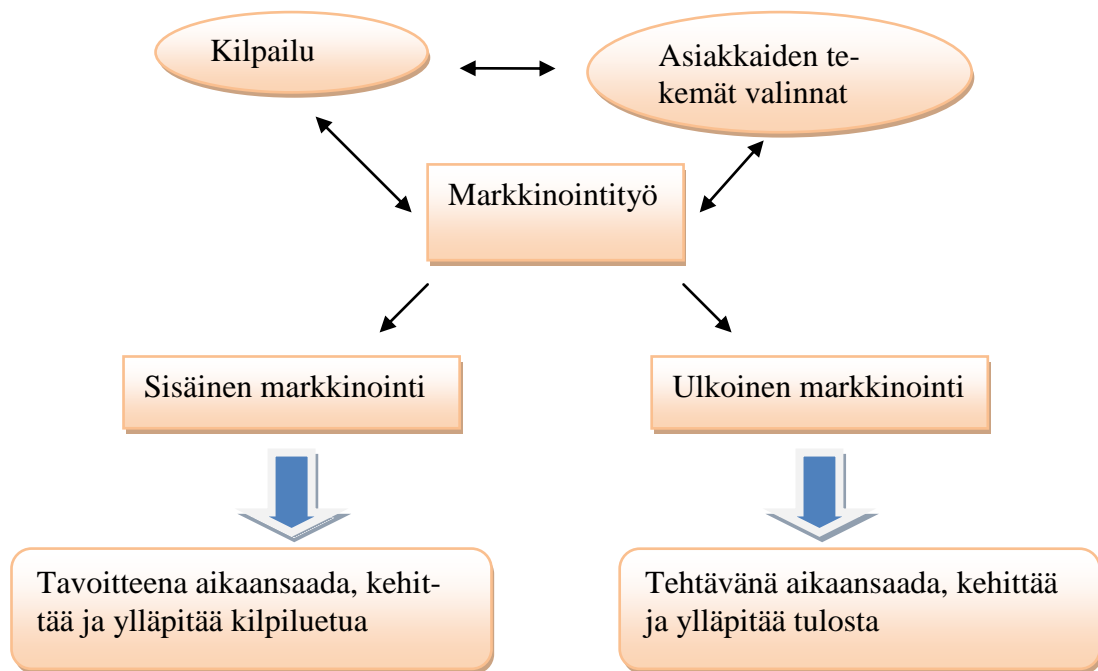 Kilpailu
Asiakkaiden te-
kemät valinnat
Markkinointityö
Sisäinen markkinointi
Ulkoinen markkinointi
Tavoitteena aikaansaada, kehit-
tää ja ylläpitää kilpiluetua
Tehtävänä aikaansaada, kehittää
ja ylläpitää tulosta